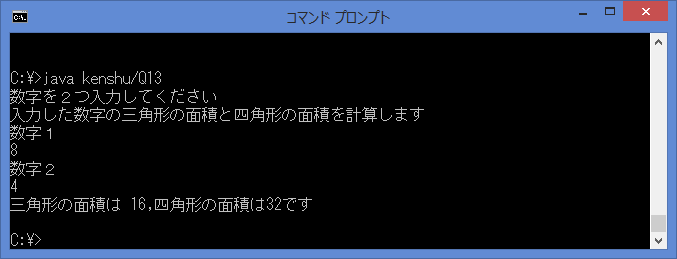 コマンド プロンプト
C:¥>java kenshu/Q13
数字を２つ入力してください
入力した数字の三角形の面積と四角形の面積を計算します
数字１
8
数字２
4
三角形の面積は 16,四角形の面積は32です
C:¥>